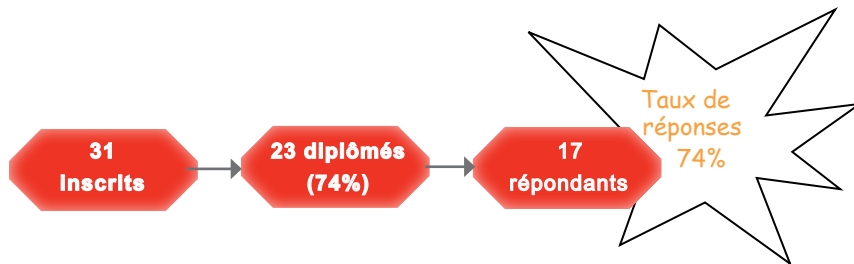 31
inscrits
23 diplômés
(74%)
17
répondants
Taux de
réponses
74%